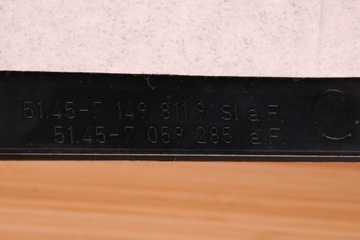 51.45-7 149 811.9 SI a.F.
51.45-7 059 285 a.F.